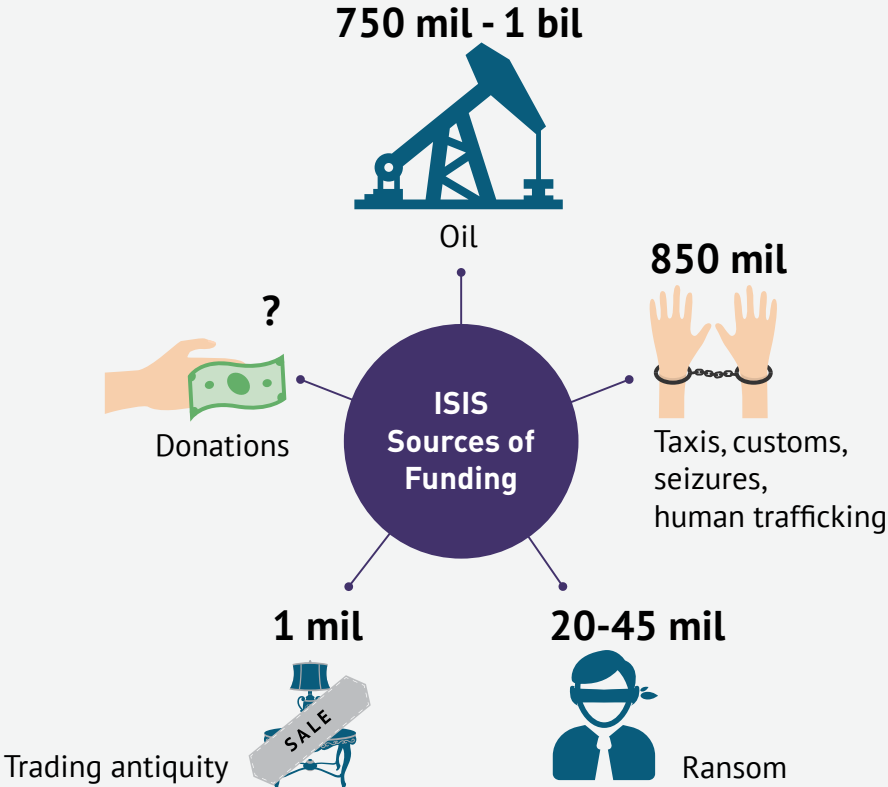 750 mil - 1 bil
Oil
850 mil
Taxis, customs,
seizures,
human trafficking
?
Donations
ISIS
Sources of
Funding
1 mil
SALE
Trading antiquity
20-45 mil
Ransom